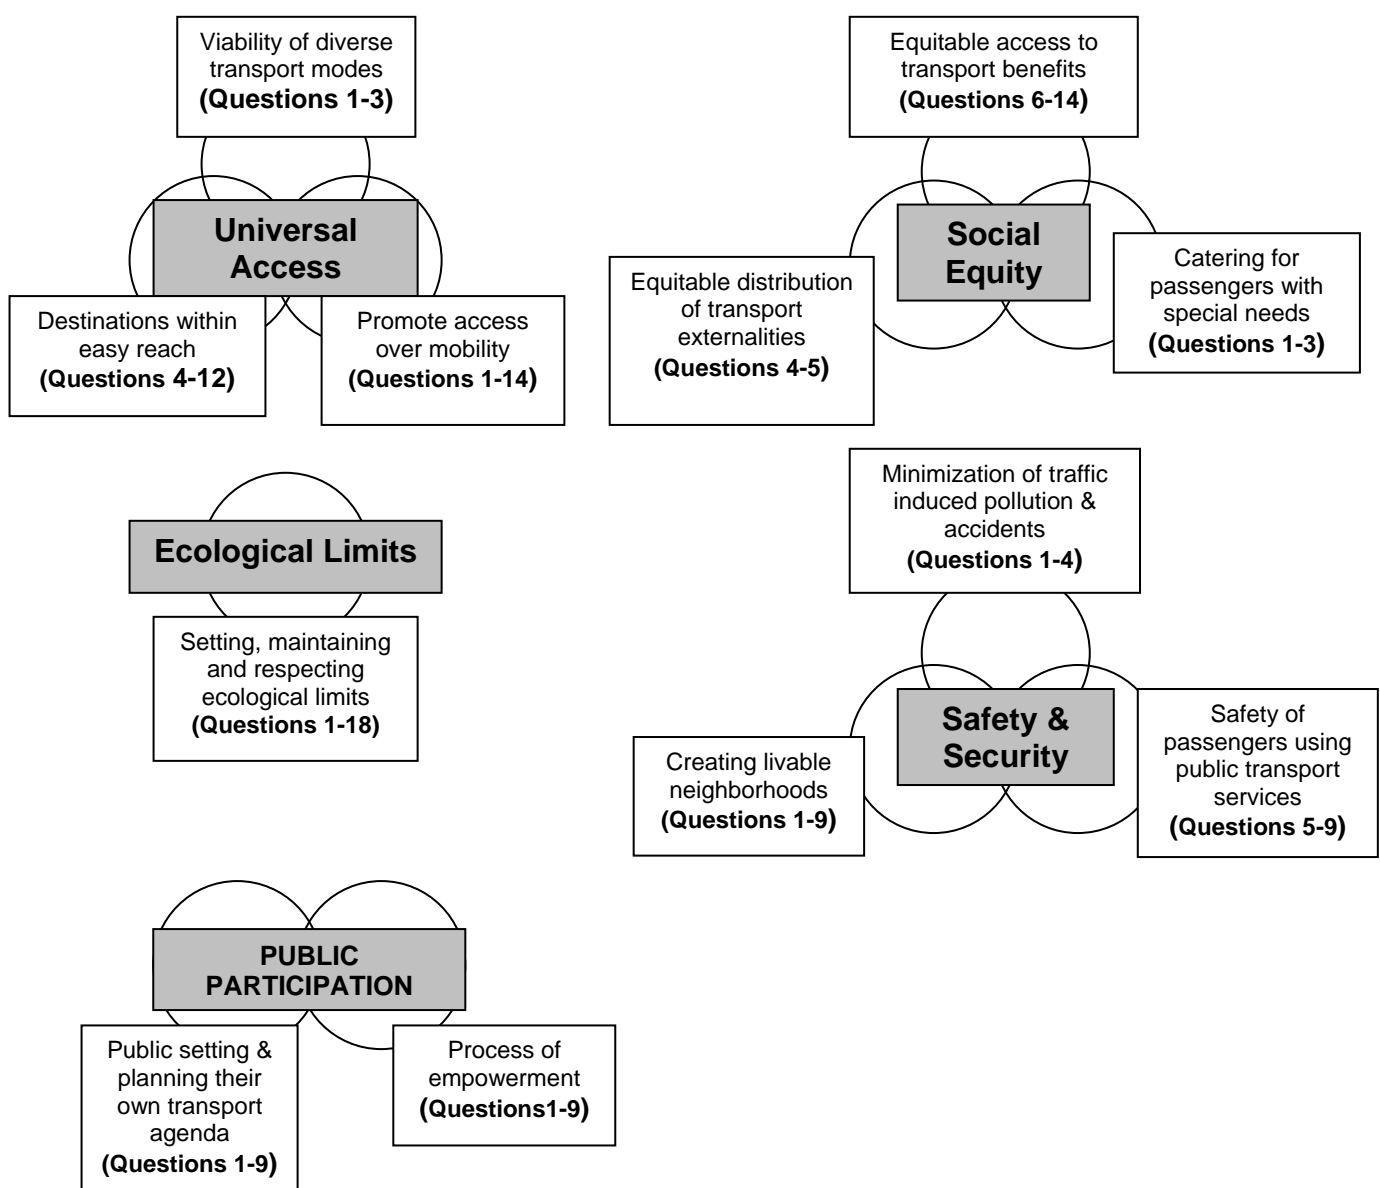 Viability of diverse
transport modes
(Questions 1-3)
Universal
Access
Destinations within
easy reach
(Questions 4-12)
Promote access
over mobility
(Questions 1-14)
Equitable access to
transport benefits
(Questions 6-14)
Social
Equity
Equitable distribution
of transport
externalities
(Questions 4-5)
Catering for
passengers with
special needs
(Questions 1-3)
Ecological Limits
Setting, maintaining
and respecting
ecological limits
(Questions 1-18)
Minimization of traffic
induced pollution &
accidents
(Questions 1-4)
Safety &
Security
Creating livable
neighborhoods
(Questions 1-9)
Safety of
passengers using
public transport
services
(Questions 5-9)
PUBLIC
PARTICIPATION
Public setting &
planning their
own transport
agenda
(Questions 1-9)
Process of
empowerment
(Questions1-9)